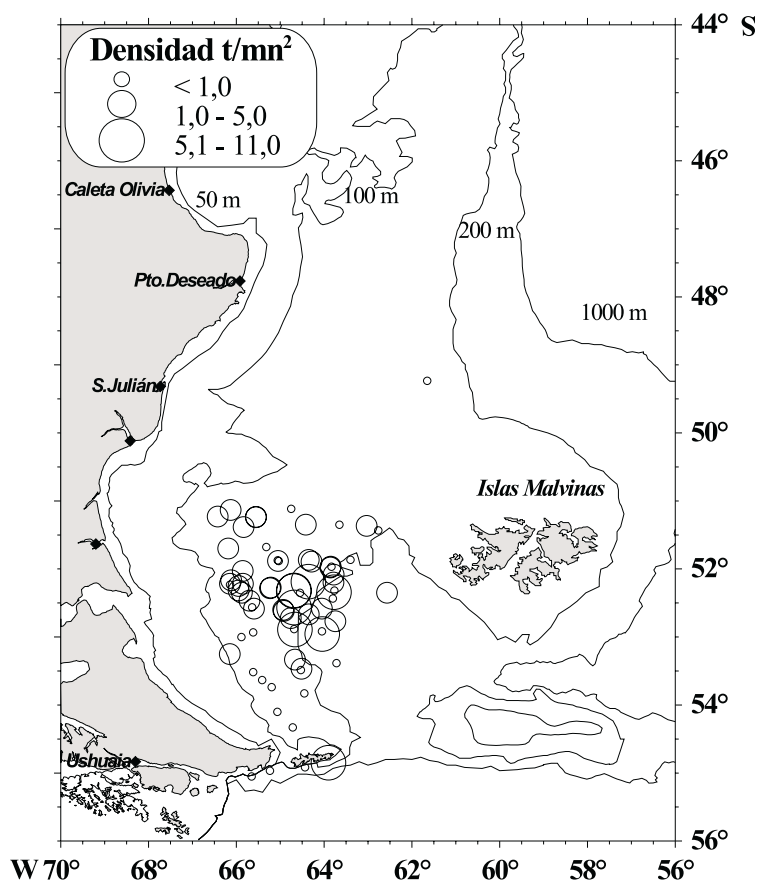 44° S
Densidad t/mn²
< 1,0
1,0 - 5,0
5,1 - 11,0
46°
Caleta Olivia
50 m
100 m
200 m
Pto.Deseado
48°
1000 m
S.Julián
50°
Islas Malvinas
52°
54°
Ushuaia
56°
W 70° 68° 66° 64° 62° 60° 58° 56°